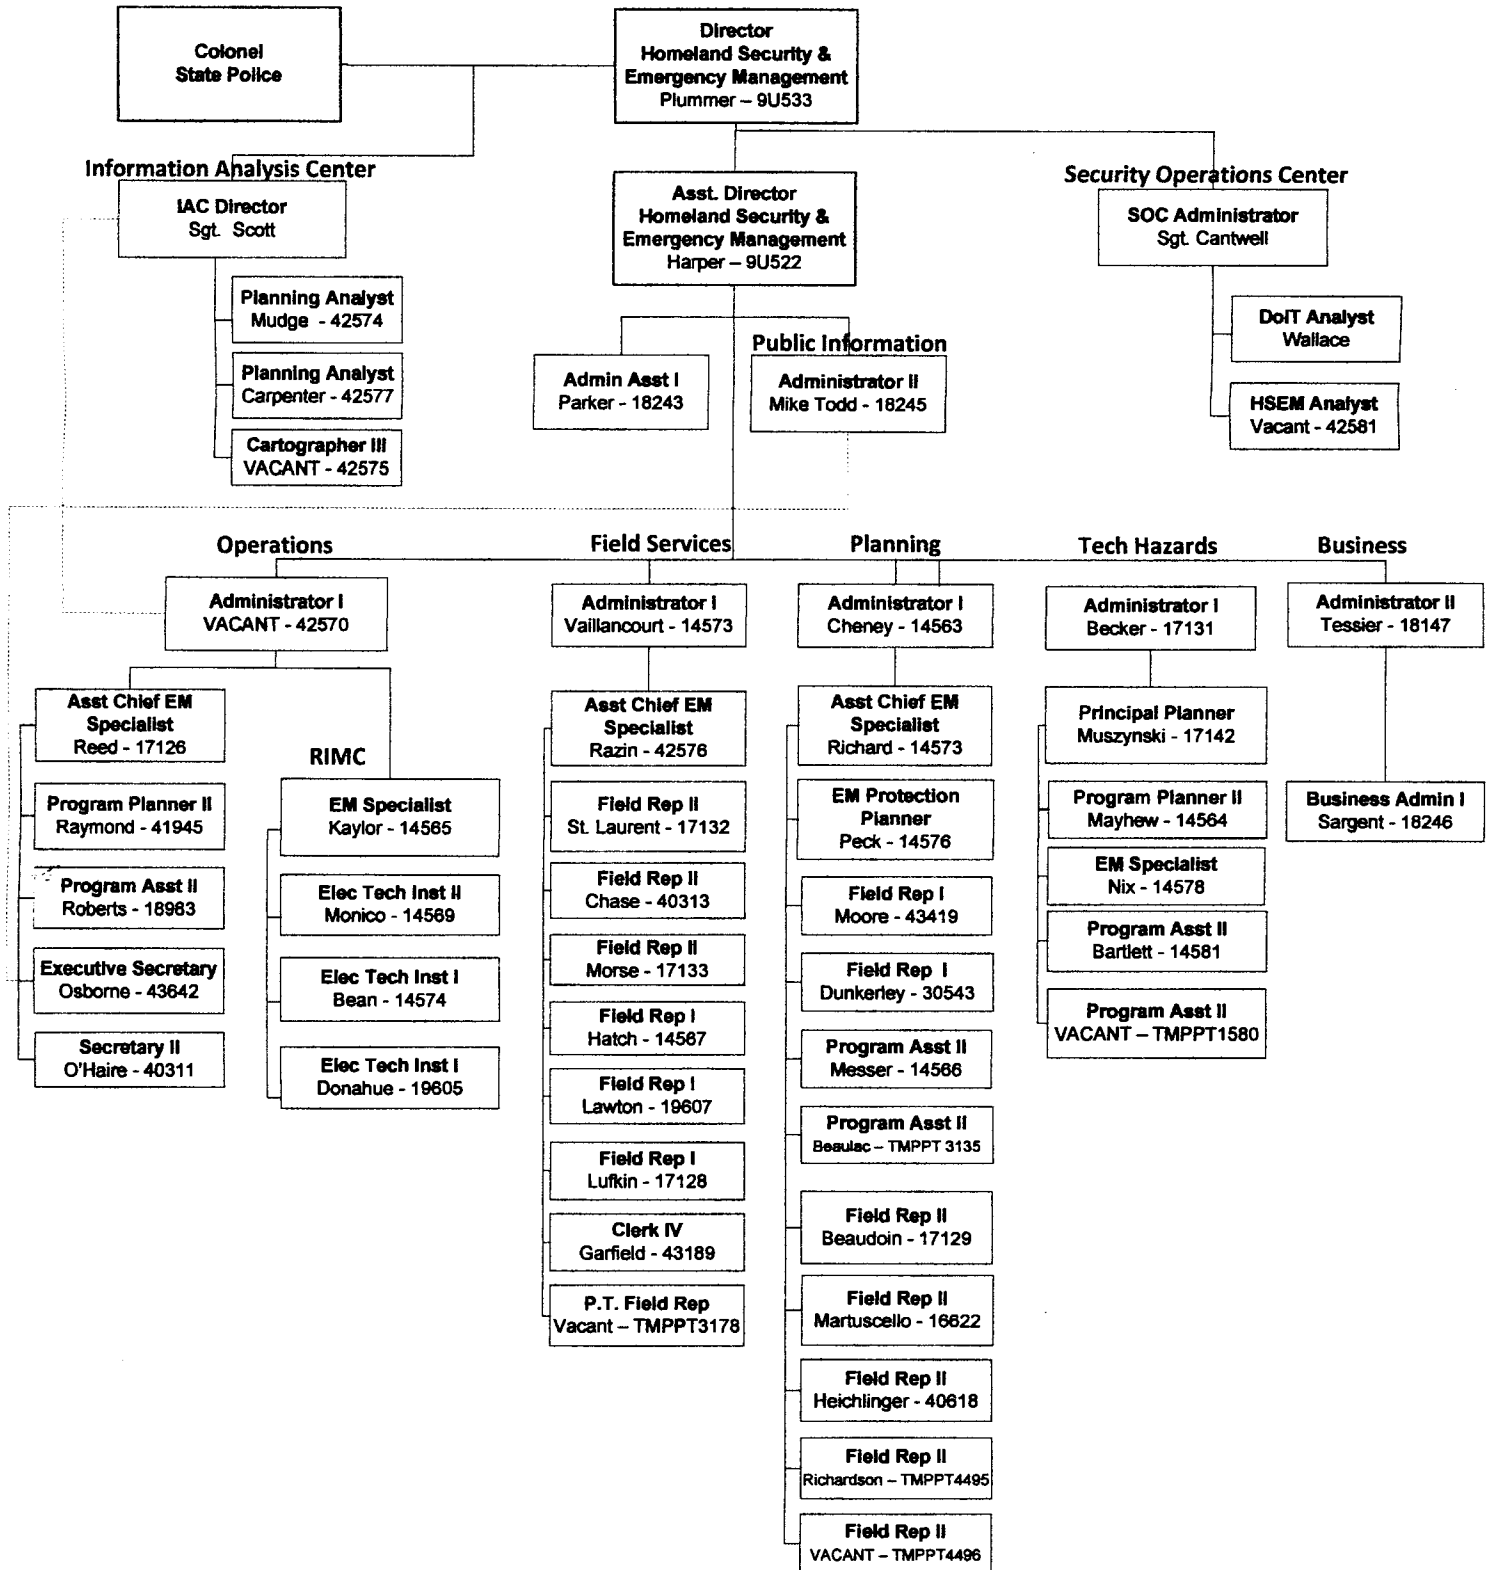 Colonel
State Police
Director
Homeland Security &
Emergency Management
Plummer – 9U533
Information Analysis Center
IAC Director
Sgt. Scott
Planning Analyst
Mudge - 42574
Planning Analyst
Carpenter - 42577
Cartographer III
VACANT - 42575
Asst. Director
Homeland Security &
Emergency Management
Harper – 9U522
Admin Asst I
Parker - 18243
Public Information
Administrator II
Mike Todd - 18245
Security Operations Center
SOC Administrator
Sgt. Cantwell
DoIT Analyst
Wallace
HSEM Analyst
Vacant - 42581
Operations
Administrator I
VACANT - 42570
Asst Chief EM
Specialist
Reed - 17126
Program Planner II
Raymond - 41945
Program Asst II
Roberts - 18963
Executive Secretary
Osborne - 43642
Secretary II
O'Haire - 40311
RIMC
EM Specialist
Kaylor - 14565
Elec Tech Inst II
Monico - 14569
Elec Tech Inst I
Bean - 14574
Elec Tech Inst I
Donahue - 19605
Field Services
Administrator I
Vaillancourt - 14573
Asst Chief EM
Specialist
Razin - 42576
Field Rep II
St. Laurent - 17132
Field Rep II
Chase - 40313
Field Rep II
Morse - 17133
Field Rep I
Hatch - 14567
Field Rep I
Lawton - 19607
Field Rep I
Lufkin - 17128
Clerk IV
Garfield - 43189
P.T. Field Rep
Vacant – TMPPT3178
Planning
Administrator I
Cheney - 14563
Asst Chief EM
Specialist
Richard - 14573
EM Protection
Planner
Peck - 14576
Field Rep I
Moore - 43419
Field Rep I
Dunkerley - 30543
Program Asst II
Messer - 14566
Program Asst II
Beaulac – TMPPT 3135
Field Rep II
Beaudoin - 17129
Field Rep II
Martuscello - 16622
Field Rep II
Heichlinger - 40618
Field Rep II
Richardson – TMPPT4495
Field Rep II
VACANT – TMPPT4496
Tech Hazards
Administrator I
Becker - 17131
Principal Planner
Muszynski - 17142
Program Planner II
Mayhew - 14564
EM Specialist
Nix - 14578
Program Asst II
Bartlett - 14581
Program Asst II
VACANT – TMPPT1580
Business
Administrator II
Tessier - 18147
Business Admin I
Sargent - 18246